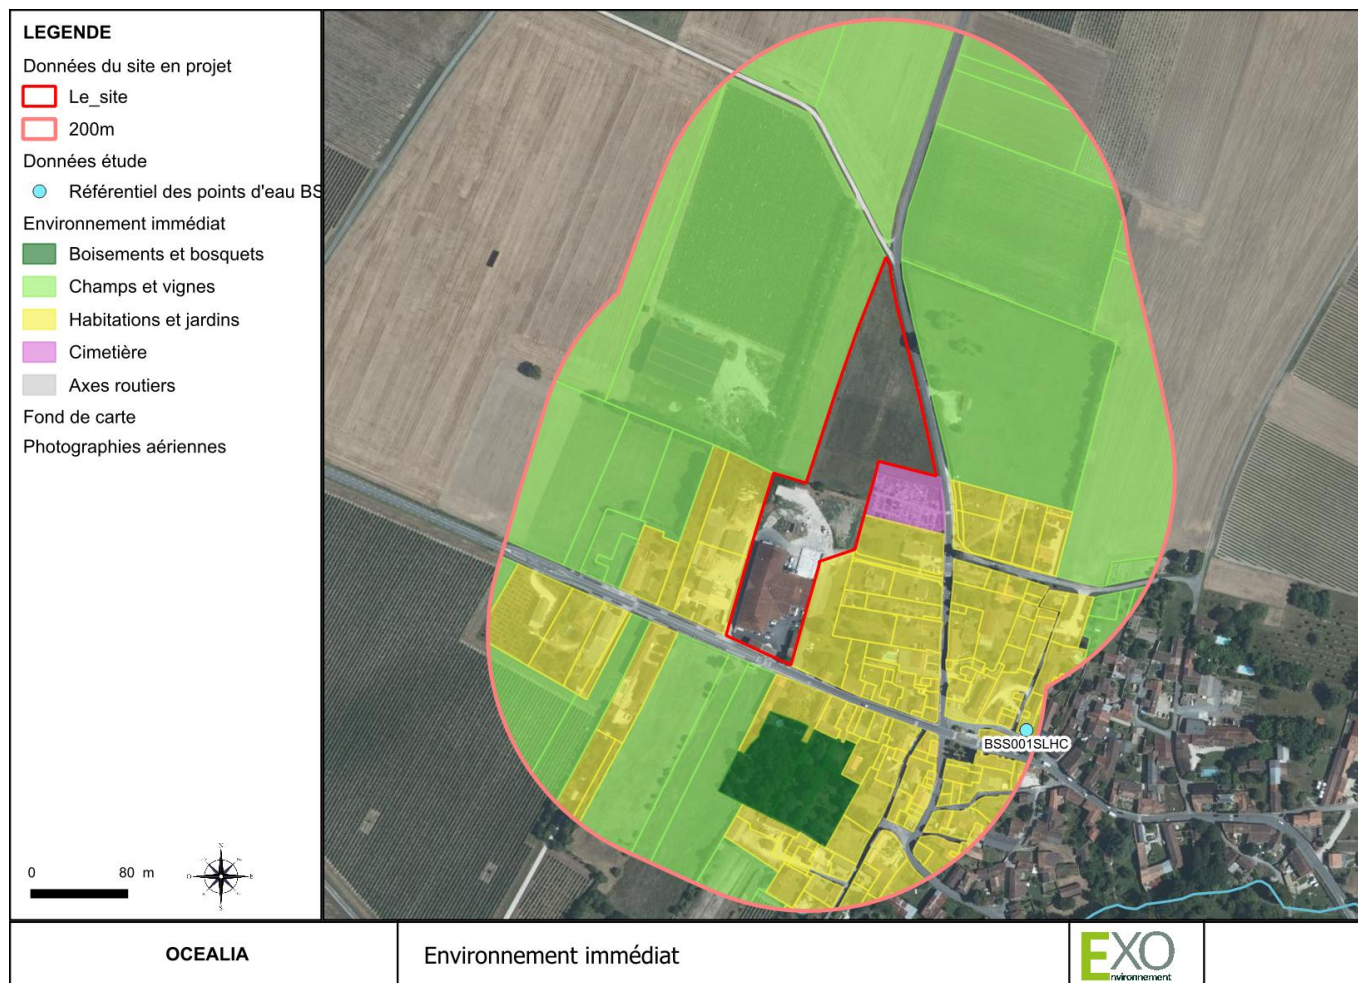 LEGENDE
Données du site en projet
Le_site
200m
Données étude
Référentiel des points d'eau BS
Environnement immédiat
Boisements et bosquets
Champs et vignes
Habitations et jardins
Cimetière
Axes routiers
Fond de carte
Photographies aériennes
0 80 m
N
O E
S
BSS001SLHC
OCEALIA
Environnement immédiat
EXO
nvironnement